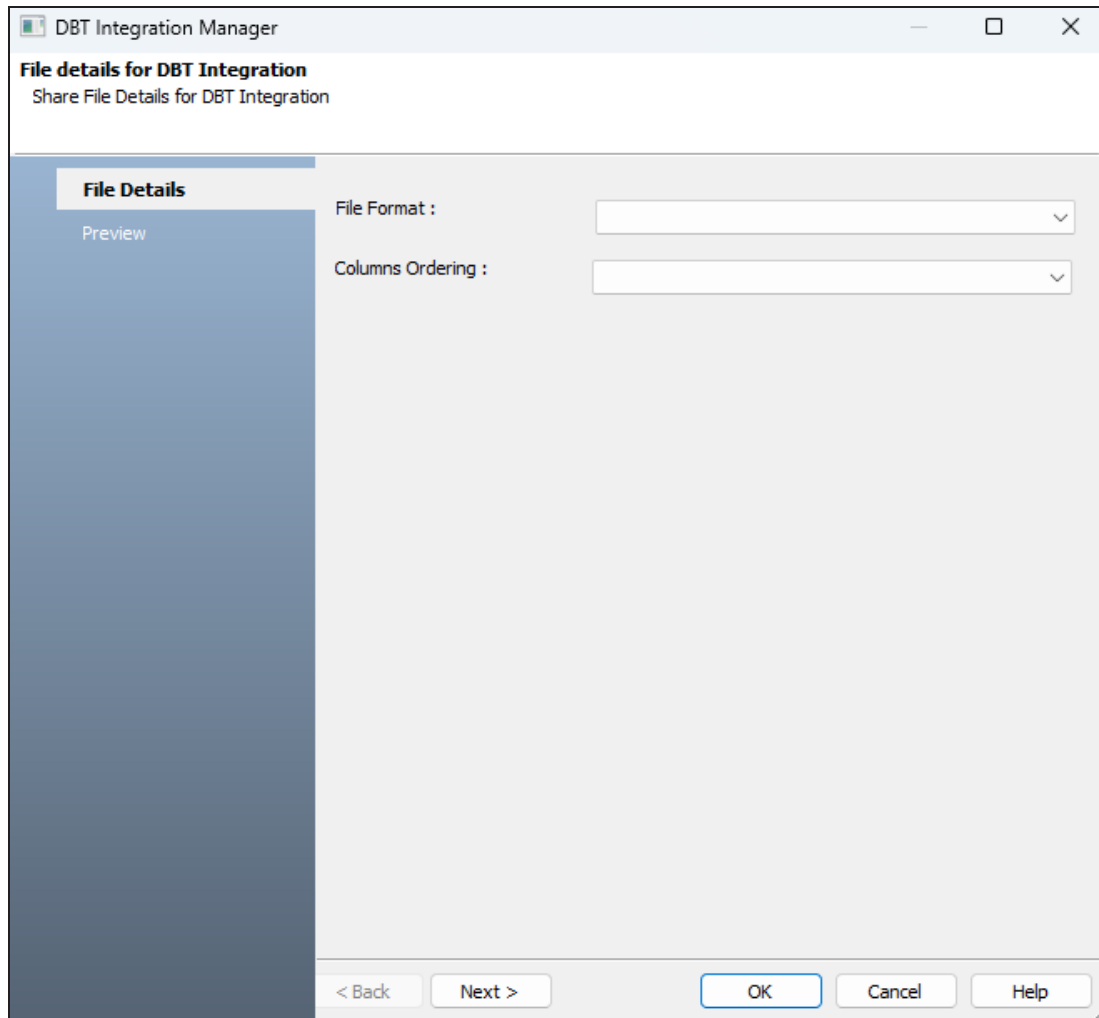 DBT Integration Manager
File details for DBT Integration
Share File Details for DBT Integration
File Details
Preview
File Format :
Columns Ordering :
< Back
Next >
OK
Cancel
Help